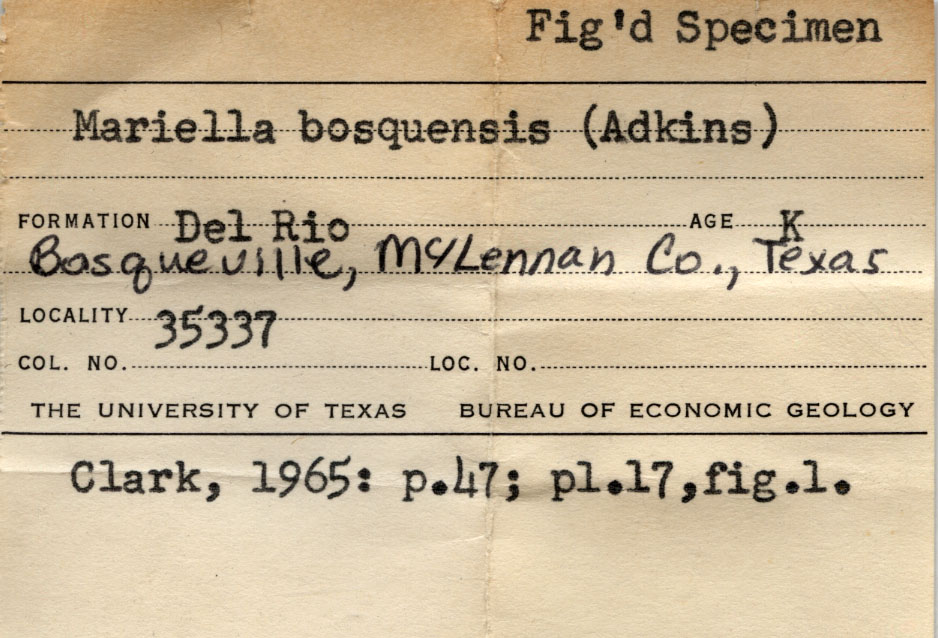 Fig'd Specimen
Mariella bosquensis (Adkins)
FORMATION Del Rio AGE K
Bosqueville, McLennan Co., Texas
LOCALITY 35337
COL. NO. LOC. NO.
THE UNIVERSITY OF TEXAS BUREAU OF ECONOMIC GEOLOGY
Clark, 1965: p.47; pl.17,fig.1.